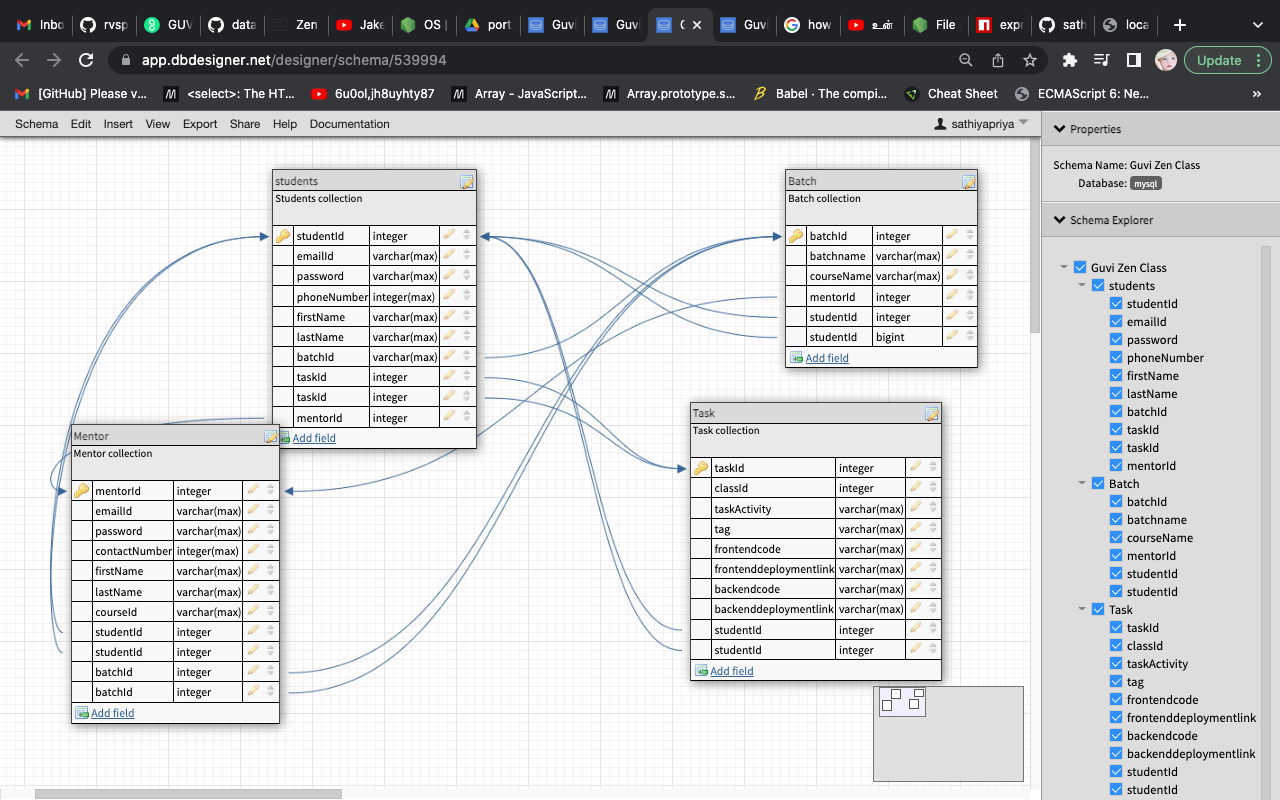 Inbo
rvsp
GUV
data
Zen
Jake
OS |
port
Guvi
Guvi
G
Guvi
how
உன்
File
expr
sath
loca
app.dbdesigner.net/designer/schema/539994
Update
[GitHub] Please v...
<select>: The HT...
6u0ol,jh8uyhty87
Array - JavaScript...
Array.prototype.s...
Babel · The compi...
Cheat Sheet
ECMAScript 6: Ne...
»
Schema Edit Insert View Export Share Help Documentation
sathiyapriya
students
Students collection
studentId integer
emailId varchar(max)
password varchar(max)
phoneNumber integer(max)
firstName varchar(max)
lastName varchar(max)
batchId varchar(max)
taskId integer
taskId integer
mentorId integer
Add field
Batch
Batch collection
batchId integer
batchname varchar(max)
courseName varchar(max)
mentorId integer
studentId integer
studentId bigint
Add field
Mentor
Mentor collection
mentorId integer
emailId varchar(max)
password varchar(max)
contactNumber integer(max)
firstName varchar(max)
lastName varchar(max)
courseId varchar(max)
studentId integer
studentId integer
batchId integer
batchId integer
Add field
Task
Task collection
taskId integer
classId integer
taskActivity varchar(max)
tag varchar(max)
frontendcode varchar(max)
frontenddeploymentlink varchar(max)
backendcode varchar(max)
backenddeploymentlink varchar(max)
studentId integer
studentId integer
Add field
Properties
Schema Name: Guvi Zen Class
Database: mysql
Schema Explorer
Guvi Zen Class
students
studentId
emailId
password
phoneNumber
firstName
lastName
batchId
taskId
taskId
mentorId
Batch
batchId
batchname
courseName
mentorId
studentId
studentId
Task
taskId
classId
taskActivity
tag
frontendcode
frontenddeploymentlink
backendcode
backenddeploymentlink
studentId
studentId